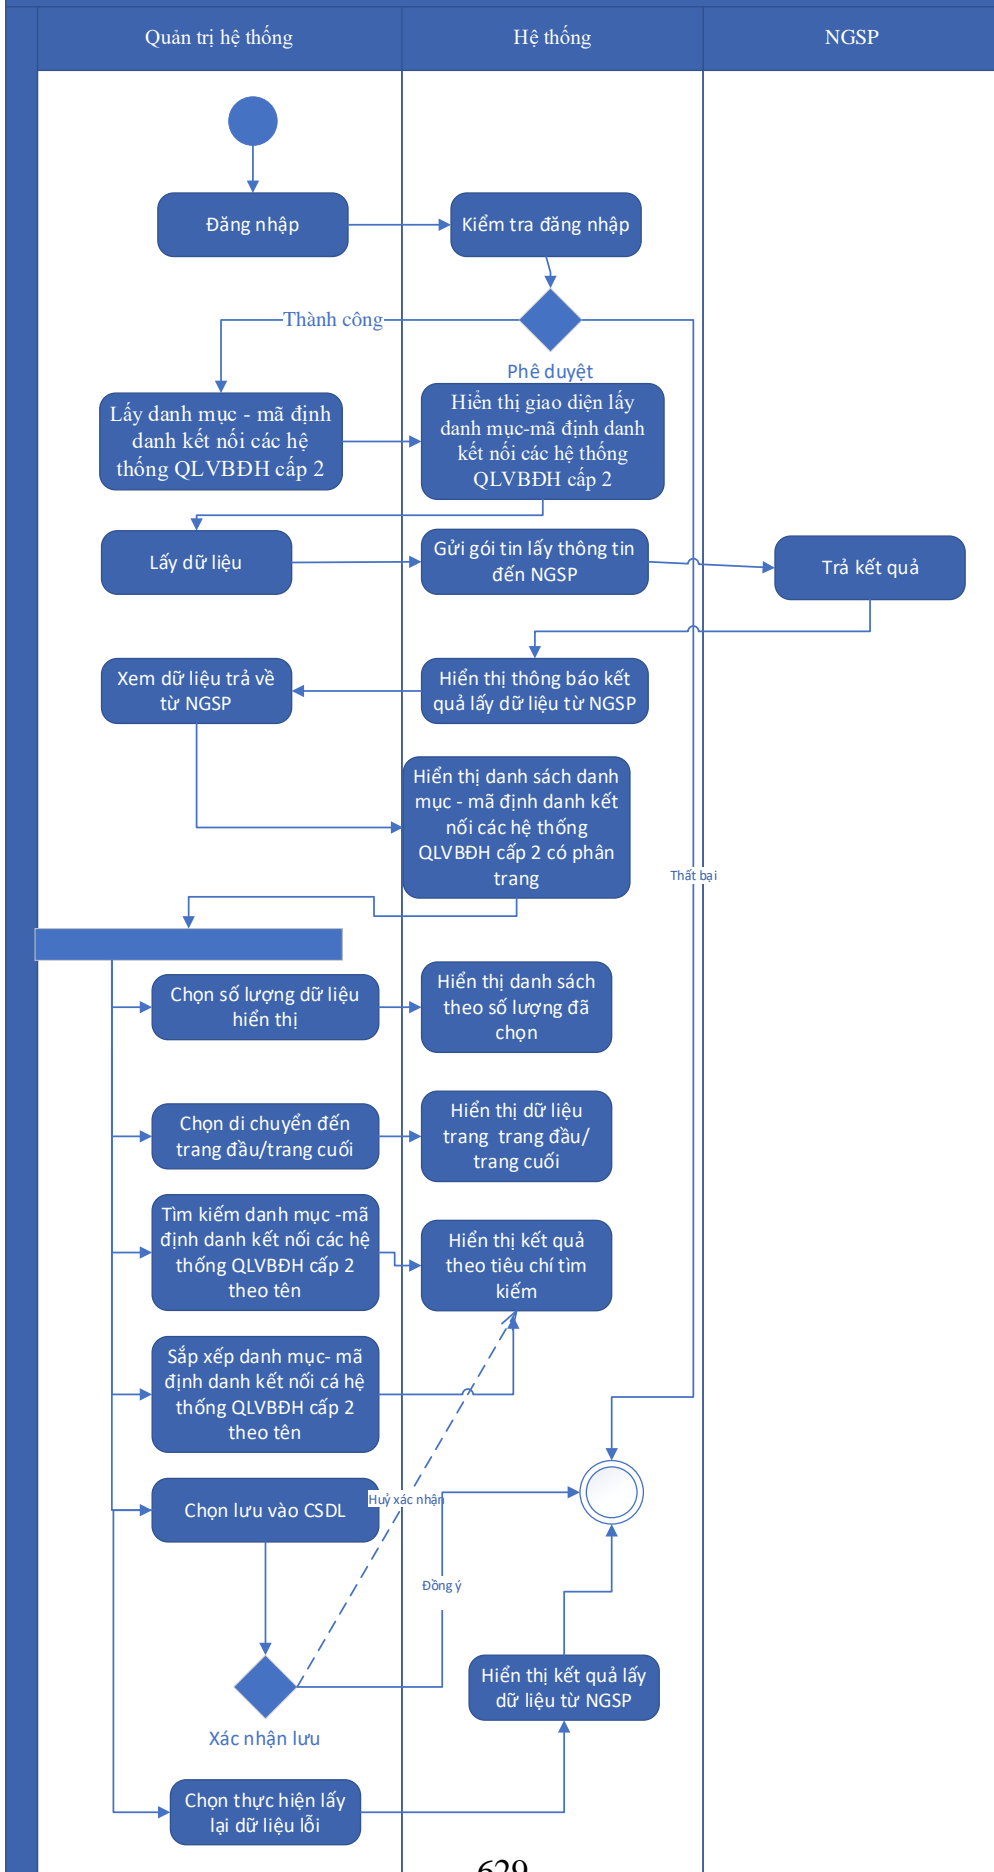 Quản trị hệ thống
Hệ thống
NGSP
Đăng nhập
Kiểm tra đăng nhập
Thành công
Phê duyệt
Lấy danh mục - mã định
danh kết nối các hệ
thống QLVBĐH cấp 2
Hiển thị giao diện lấy
danh mục-mã định danh
kết nối các hệ thống
QLVBĐH cấp 2
Lấy dữ liệu
Gửi gói tin lấy thông tin
đến NGSP
Trả kết quả
Xem dữ liệu trả về
từ NGSP
Hiển thị thông báo kết
quả lấy dữ liệu từ NGSP
Hiển thị danh sách danh
mục - mã định danh kết
nối các hệ thống
QLVBĐH cấp 2 có phân
trang
Thất bại
Chọn số lượng dữ liệu
hiển thị
Hiển thị danh sách
theo số lượng đã
chọn
Chọn di chuyển đến
trang đầu/trang cuối
Hiển thị dữ liệu
trang  trang đầu/
trang cuối
Tìm kiếm danh mục -mã
định danh kết nối các hệ
thống QLVBĐH cấp 2
theo tên
Hiển thị kết quả
theo tiêu chí tìm
kiếm
Sắp xếp danh mục- mã
định danh kết nối cá hệ
thống QLVBĐH cấp 2
theo tên
Chọn lưu vào CSDL
Huỷ xác nhận
Đồng ý
Xác nhận lưu
Hiển thị kết quả lấy
dữ liệu từ NGSP
Chọn thực hiện lấy
lại dữ liệu lỗi
629